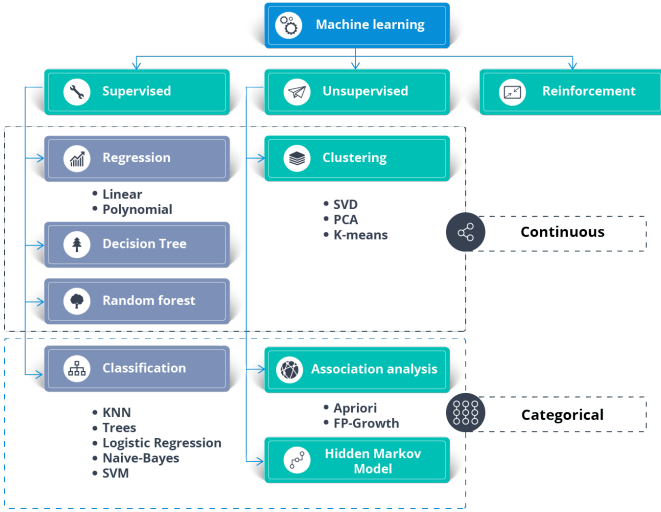 Machine learning
Supervised
Unsupervised
Reinforcement
Regression
• Linear
• Polynomial
Decision Tree
Random forest
Clustering
• SVD
• PCA
• K-means
Continuous
Classification
• KNN
• Trees
• Logistic Regression
• Naive-Bayes
• SVM
Association analysis
• Apriori
• FP-Growth
Hidden Markov
Model
Categorical